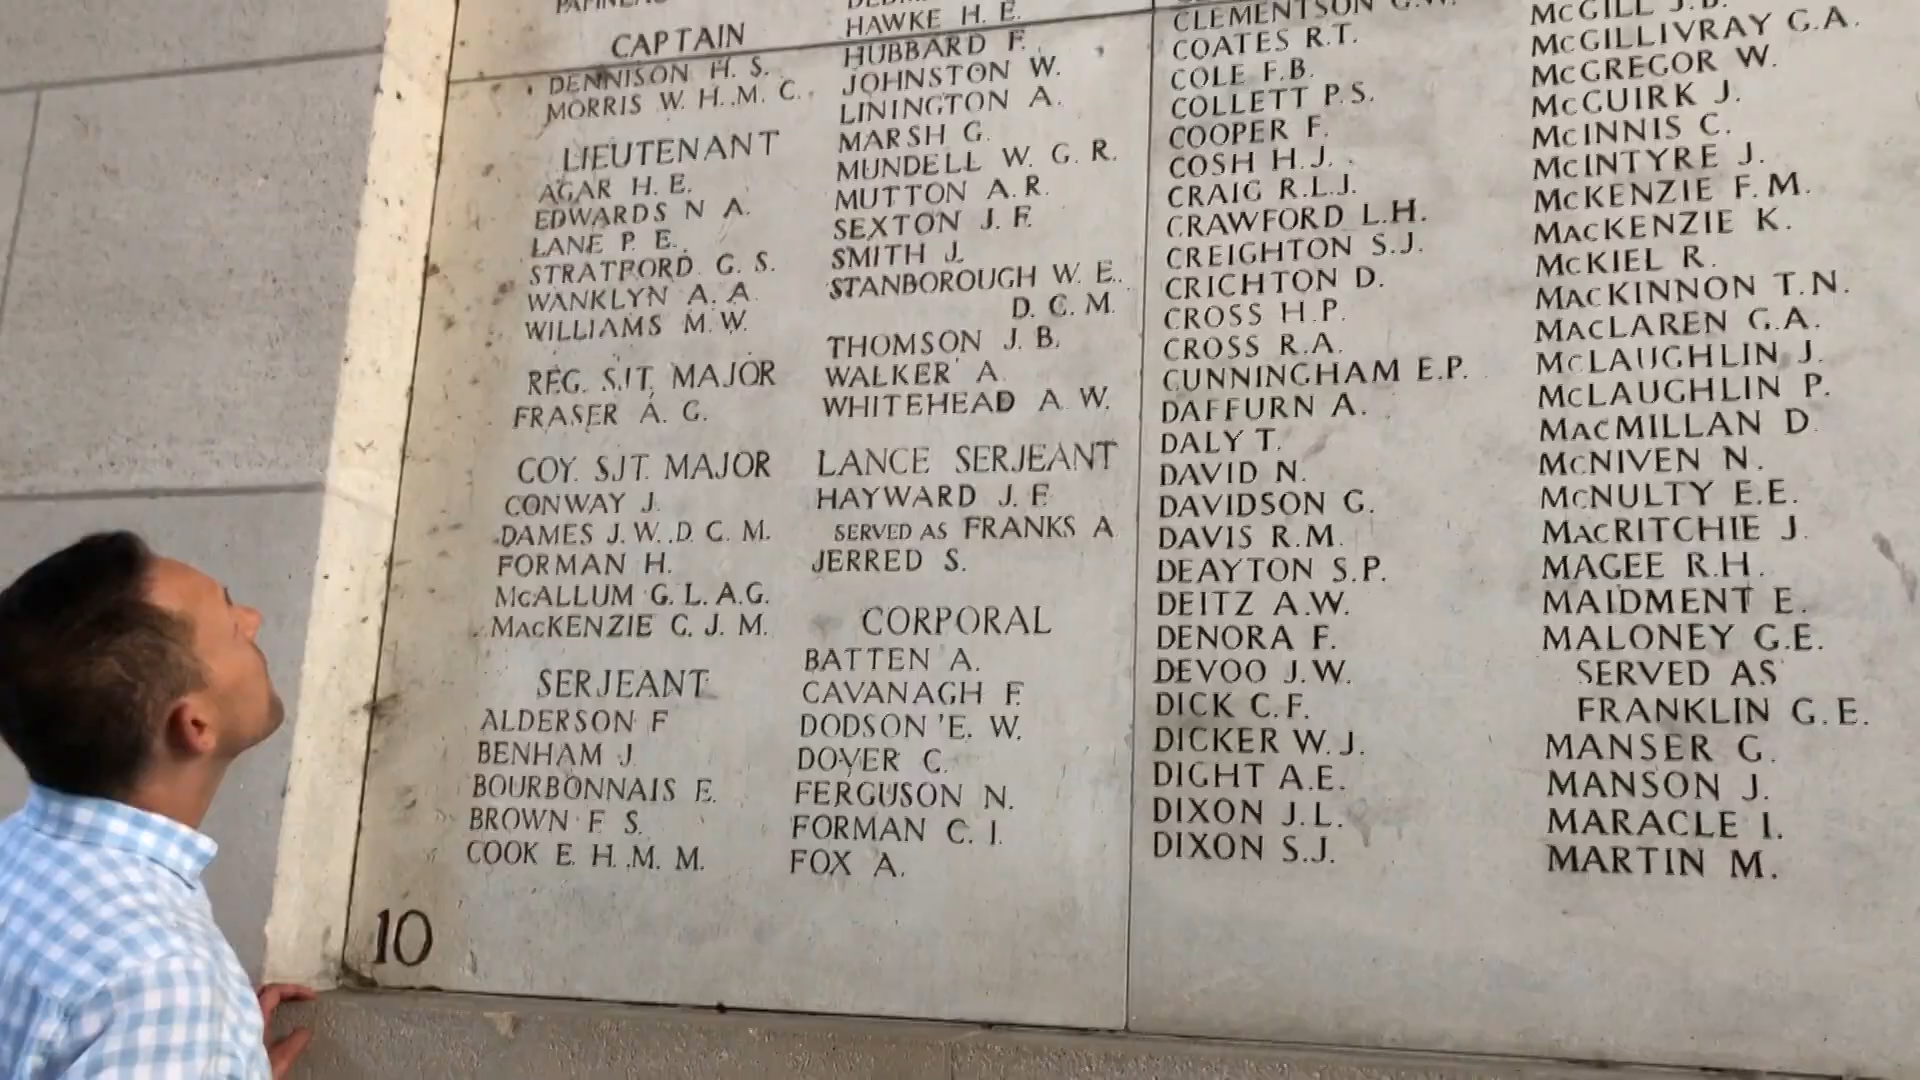 CAPTAIN
DENNISON H. S.
MORRIS W. H., M. C.
LIEUTENANT
AGAR H. E.
EDWARDS N. A.
LANE P. E.
STRATFORD G. S.
WANKLYN A. A.
WILLIAMS M. W.
REG. SJT. MAJOR
FRASER A. G.
COY. SJT. MAJOR
CONWAY J.
DAMES J. W., D. C. M.
FORMAN H.
McALLUM G. L. A. G.
MacKENZIE C. J. M.
SERJEANT
ALDERSON F.
BENHAM J.
BOURBONNAIS E.
BROWN F. S.
COOK E. H., M. M.
10
HAWKE H. E.
HUBBARD F.
JOHNSTON W.
LININGTON A.
MARSH G.
MUNDELL W. G. R.
MUTTON A. R.
SEXTON J. F.
SMITH J.
STANBOROUGH W. E.,
D. C. M.
THOMSON J. B.
WALKER A.
WHITEHEAD A. W.
LANCE SERJEANT
HAYWARD J. F.
SERVED AS FRANKS A.
JERRED S.
CORPORAL
BATTEN A.
CAVANAGH F.
DODSON E. W.
DOVER C.
FERGUSON N.
FORMAN C. I.
FOX A.
CLEMENTSON G.W.
COATES R.T.
COLE F.B.
COLLETT P.S.
COOPER F.
COSH H.J.
CRAIG R.L.J.
CRAWFORD L.H.
CREIGHTON S.J.
CRICHTON D.
CROSS H.P.
CROSS R.A.
CUNNINGHAM E.P.
DAFFURN A.
DALY T.
DAVID N.
DAVIDSON G.
DAVIS R.M.
DEAYTON S.P.
DEITZ A.W.
DENORA F.
DEVOO J.W.
DICK C.F.
DICKER W.J.
DIGHT A.E.
DIXON J.L.
DIXON S.J.
McGILL J.B.
McGILLIVRAY G.A.
McGREGOR W.
McGUIRK J.
McINNIS C.
McINTYRE J.
McKENZIE F.M.
MacKENZIE K.
McKIEL R.
MacKINNON T.N.
MacLAREN G.A.
McLAUGHLIN J.
McLAUGHLIN P.
MacMILLAN D.
McNIVEN N.
McNULTY E.E.
MacRITCHIE J.
MAGEE R.H.
MAIDMENT E.
MALONEY G.E.
SERVED AS
FRANKLIN G.E.
MANSER G.
MANSON J.
MARACLE I.
MARTIN M.